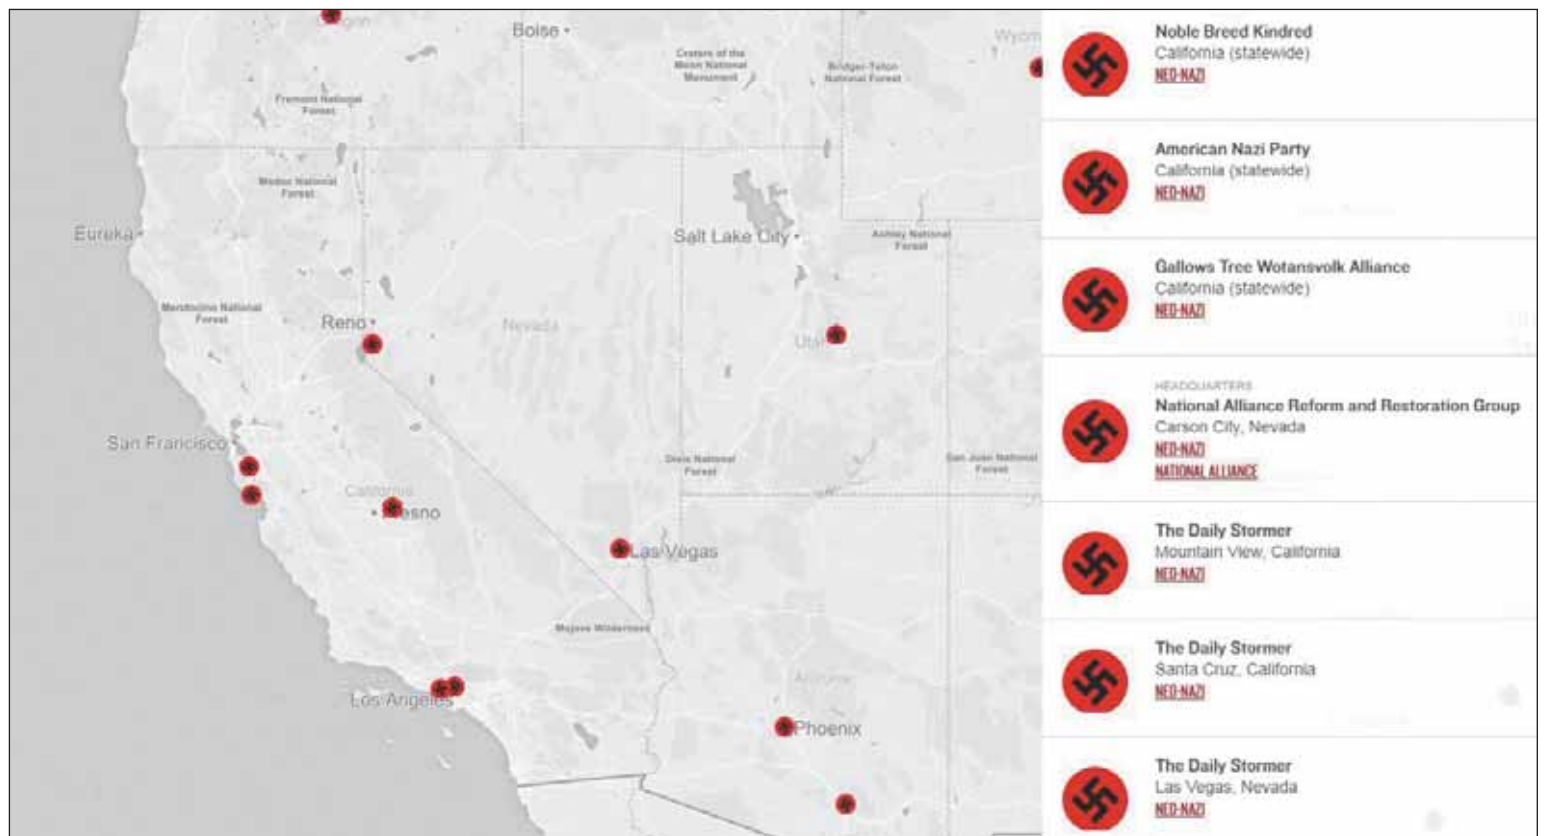 Oregon
Boise
Wyom
Craters of the
Moon National
Monument
Bridger-Teton
National Forest
Fremont National
Forest
Modoc National
Forest
Eureka
Salt Lake City
Ashley National
Forest
Mendocino National
Forest
Reno
Nevada
Utah
San Francisco
Dixie National
Forest
San Juan National
Forest
California
esno
Las Vegas
Mojave Wilderness
Los Angeles
Arizona
Phoenix
Noble Breed Kindred
California (statewide)
NEO-NAZI
American Nazi Party
California (statewide)
NEO-NAZI
Gallows Tree Wotansvolk Alliance
California (statewide)
NEO-NAZI
HEADQUARTERS
National Alliance Reform and Restoration Group
Carson City, Nevada
NEO-NAZI
NATIONAL ALLIANCE
The Daily Stormer
Mountain View, California
NEO-NAZI
The Daily Stormer
Santa Cruz, California
NEO-NAZI
The Daily Stormer
Las Vegas, Nevada
NEO-NAZI